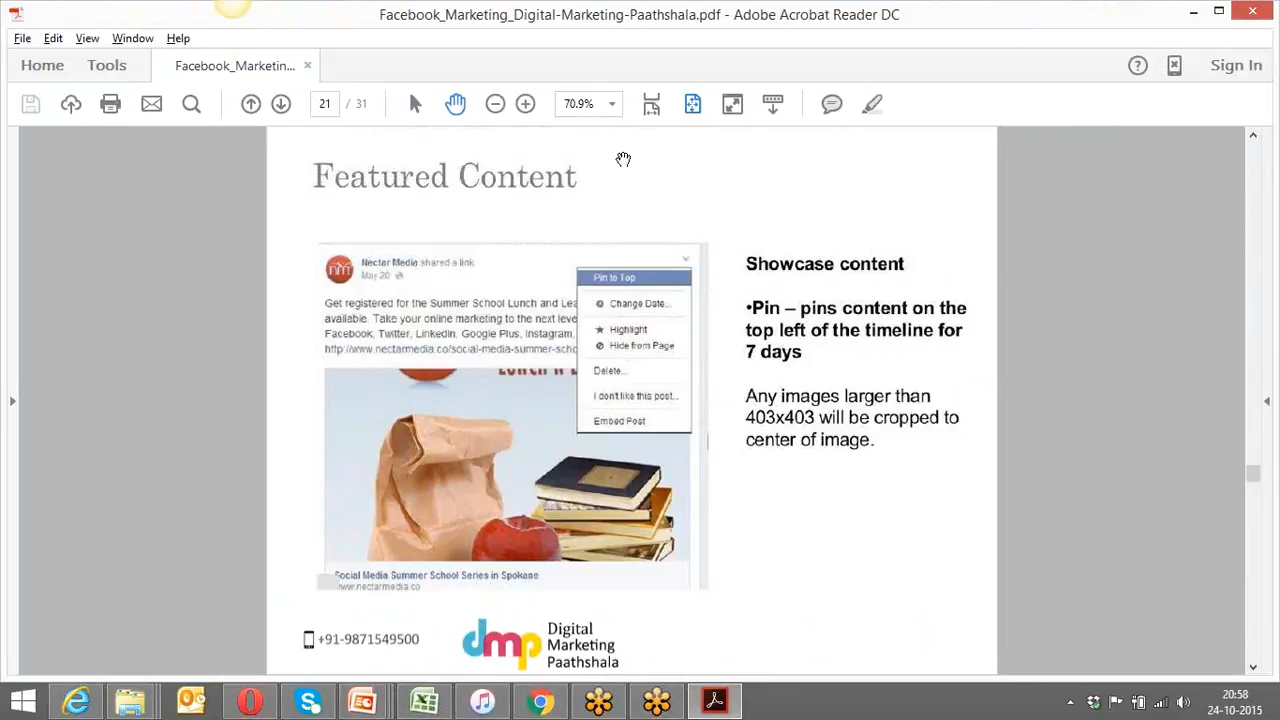 Facebook_Marketing_Digital-Marketing-Paathshala.pdf - Adobe Acrobat Reader DC
File Edit View Window Help
Home Tools Facebook_Marketin... × Sign In
21 / 31 70.9%
Featured Content
Nectar Media shared a link
May 20
Pin to Top
Change Date...
Highlight
Hide from Page
Delete...
I don't like this post...
Embed Post
Get registered for the Summer School Lunch and Lea
available. Take your online marketing to the next leve
Facebook, Twitter, LinkedIn, Google Plus, Instagram,
http://www.nectarmedia.co/social-media-summer-scho
Social Media Summer School Series in Spokane
www.nectarmedia.co
Showcase content
•Pin – pins content on the
top left of the timeline for
7 days
Any images larger than
403x403 will be cropped to
center of image.
+91-9871549500
dmp
Digital
Marketing
Paathshala
20:58
24-10-2015